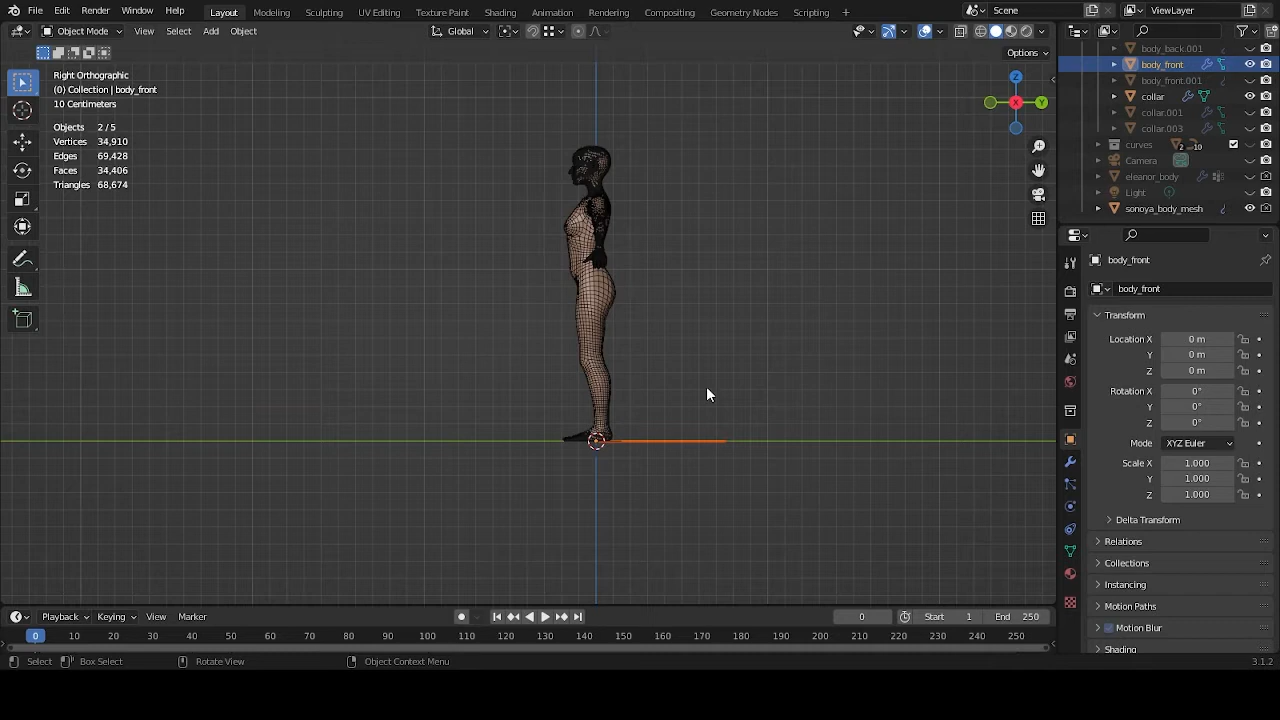 File Edit Render Window Help
Layout Modeling Sculpting UV Editing Texture Paint Shading Animation Rendering Compositing Geometry Nodes Scripting +
Scene
ViewLayer
Object Mode View Select Add Object
Global
Options
Right Orthographic
(0) Collection | body_front
10 Centimeters
Objects 2 / 5
Vertices 34,910
Edges 69,428
Faces 34,406
Triangles 68,674
Z
X
Y
body_back.001
body_front
body_front.001
collar
collar.001
collar.003
curves 2 10
Camera
eleanor_body
Light
sonoya_body_mesh
body_front
body_front
Transform
Location X 0 m
Y 0 m
Z 0 m
Rotation X 0°
Y 0°
Z 0°
Mode XYZ Euler
Scale X 1.000
Y 1.000
Z 1.000
Delta Transform
Relations
Collections
Instancing
Motion Paths
Motion Blur
Shading
Playback Keying View Marker
0 Start 1 End 250
0 10 20 30 40 50 60 70 80 90 100 110 120 130 140 150 160 170 180 190 200 210 220 230 240 250
Select Box Select Rotate View Object Context Menu
3.1.2